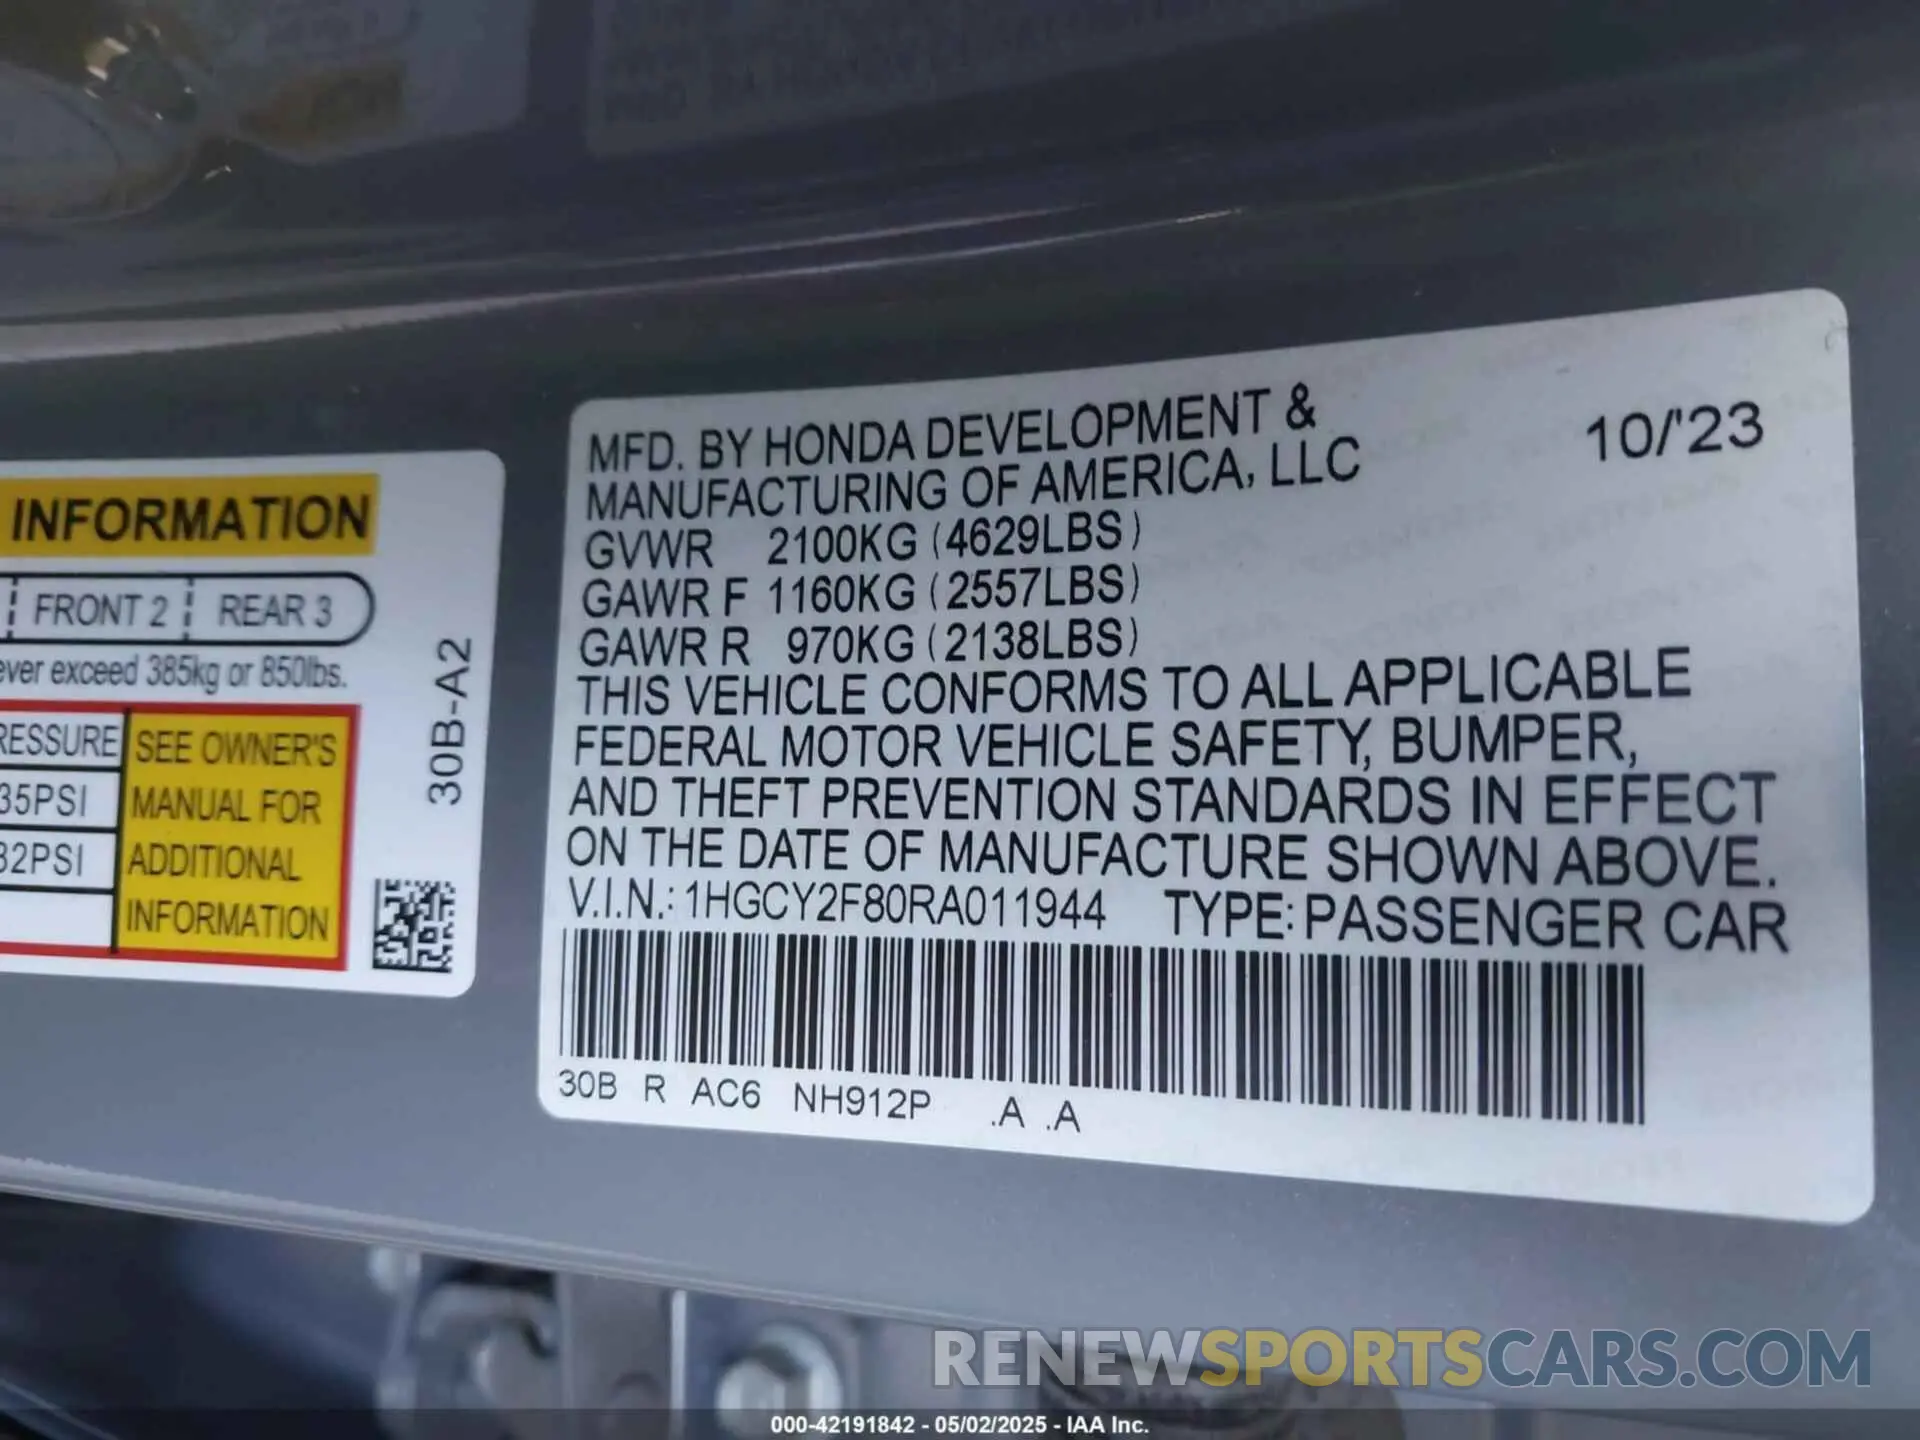 INFORMATION
FRONT 2 REAR 3
ever exceed 385kg or 850lbs.
RESSURE
35PSI
32PSI
SEE OWNER'S
MANUAL FOR
ADDITIONAL
INFORMATION
30B-A2
MFD. BY HONDA DEVELOPMENT &
MANUFACTURING OF AMERICA, LLC
10/'23
GVWR 2100KG (4629LBS)
GAWR F 1160KG (2557LBS)
GAWR R 970KG (2138LBS)
THIS VEHICLE CONFORMS TO ALL APPLICABLE
FEDERAL MOTOR VEHICLE SAFETY, BUMPER,
AND THEFT PREVENTION STANDARDS IN EFFECT
ON THE DATE OF MANUFACTURE SHOWN ABOVE.
V.I.N.: 1HGCY2F80RA011944 TYPE: PASSENGER CAR
30B R AC6 NH912P .A .A
RENEWSPORTSCARS.COM
000-42191842 - 05/02/2025 - IAA Inc.